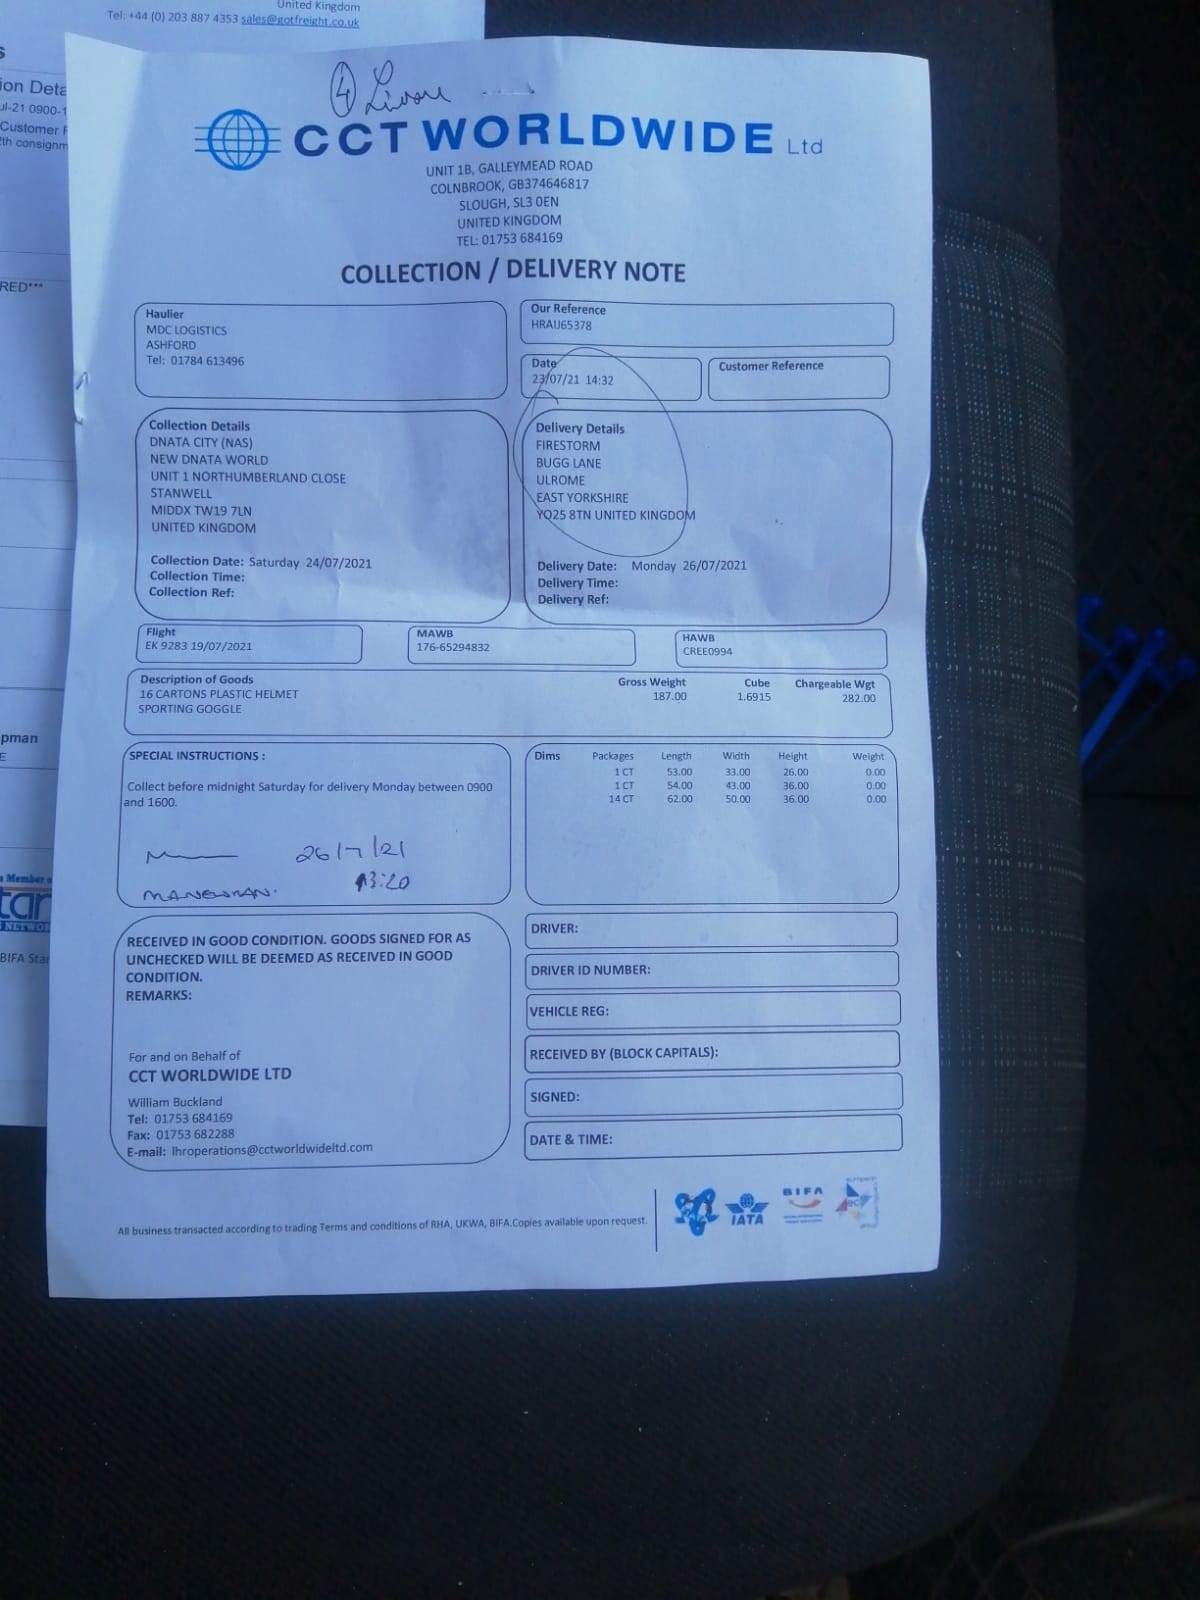 United Kingdom
Tel: +44 (0) 203 887 4353 sales@gotfreight.co.uk
ion Deta
ul-21 0900-1
Customer F
th consignm
RED***
pman
E
a Member o
tar
NETWOR
BIFA Star
4
CCT WORLDWIDE Ltd
UNIT 1B, GALLEYMEAD ROAD
COLNBROOK, GB374646817
SLOUGH, SL3 0EN
UNITED KINGDOM
TEL: 01753 684169
COLLECTION / DELIVERY NOTE
Haulier
MDC LOGISTICS
ASHFORD
Tel: 01784 613496
Our Reference
HRAU65378
Date
23/07/21 14:32
Customer Reference
Collection Details
DNATA CITY (NAS)
NEW DNATA WORLD
UNIT 1 NORTHUMBERLAND CLOSE
STANWELL
MIDDX TW19 7LN
UNITED KINGDOM
Collection Date: Saturday 24/07/2021
Collection Time:
Collection Ref:
Delivery Details
FIRESTORM
BUGG LANE
ULROME
EAST YORKSHIRE
YO25 8TN UNITED KINGDOM
Delivery Date: Monday 26/07/2021
Delivery Time:
Delivery Ref:
Flight
EK 9283 19/07/2021
MAWB
176-65294832
HAWB
CREE0994
Description of Goods Gross Weight Cube Chargeable Wgt
16 CARTONS PLASTIC HELMET 187.00 1.6915 282.00
SPORTING GOGGLE
SPECIAL INSTRUCTIONS :
Collect before midnight Saturday for delivery Monday between 0900
and 1600.
26/7/21
13:20
Dims Packages Length Width Height Weight
1 CT 53.00 33.00 26.00 0.00
1 CT 54.00 43.00 36.00 0.00
14 CT 62.00 50.00 36.00 0.00
RECEIVED IN GOOD CONDITION. GOODS SIGNED FOR AS
UNCHECKED WILL BE DEEMED AS RECEIVED IN GOOD
CONDITION.
REMARKS:
For and on Behalf of
CCT WORLDWIDE LTD
William Buckland
Tel: 01753 684169
Fax: 01753 682288
E-mail: lhroperations@cctworldwideltd.com
DRIVER:
DRIVER ID NUMBER:
VEHICLE REG:
RECEIVED BY (BLOCK CAPITALS):
SIGNED:
DATE & TIME:
All business transacted according to trading Terms and conditions of RHA, UKWA, BIFA.Copies available upon request.
IATA
BIFA